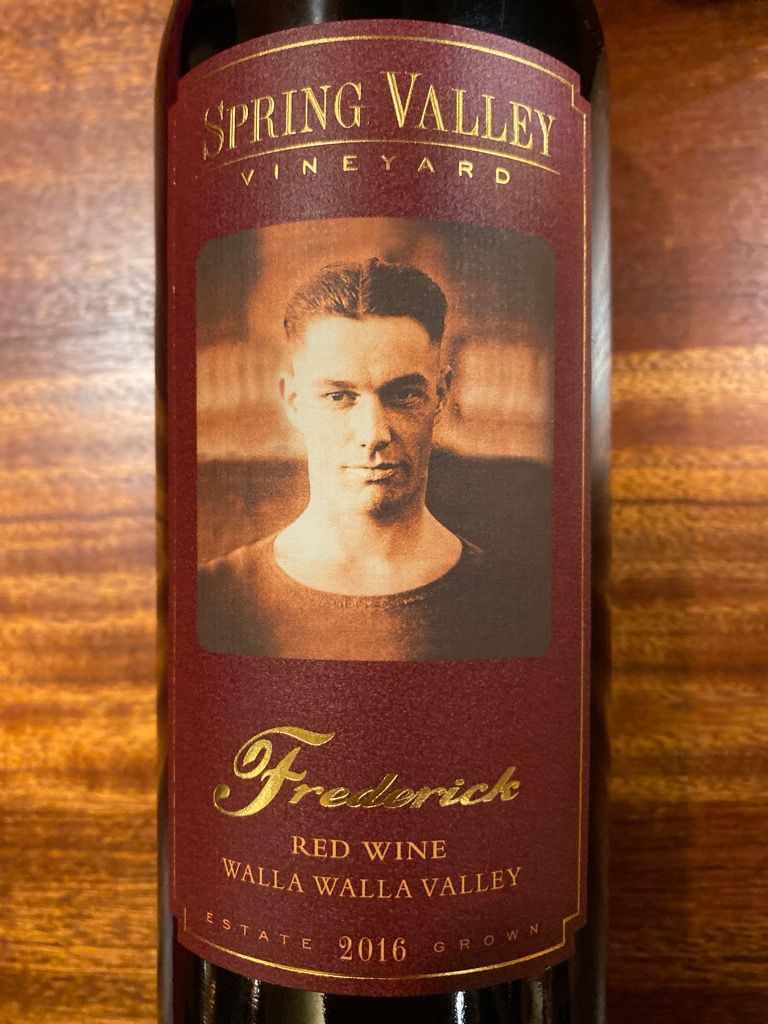 SPRING VALLEY
VINEYARD
Frederick
RED WINE
WALLA WALLA VALLEY
ESTATE 2016 GROWN